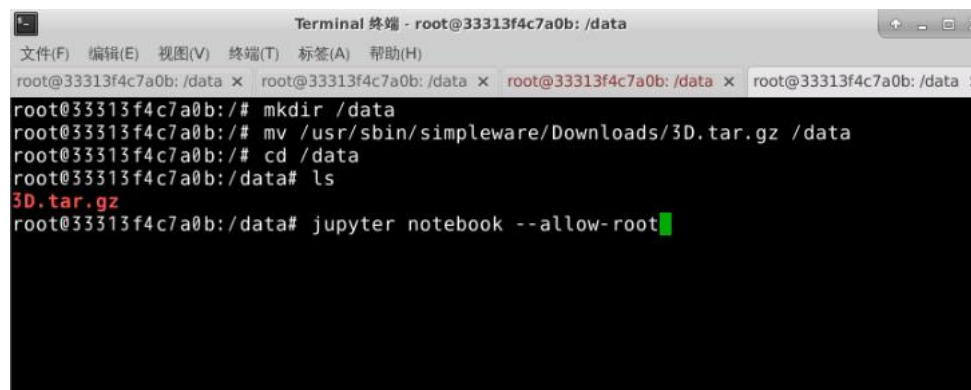 Terminal 终端 - root@33313f4c7a0b: /data
文件(F) 编辑(E) 视图(V) 终端(T) 标签(A) 帮助(H)
root@33313f4c7a0b: /data × root@33313f4c7a0b: /data × root@33313f4c7a0b: /data × root@33313f4c7a0b: /data
root@33313f4c7a0b:/# mkdir /data
root@33313f4c7a0b:/# mv /usr/sbin/simpleware/Downloads/3D.tar.gz /data
root@33313f4c7a0b:/# cd /data
root@33313f4c7a0b:/data# ls
3D.tar.gz
root@33313f4c7a0b:/data# jupyter notebook --allow-root